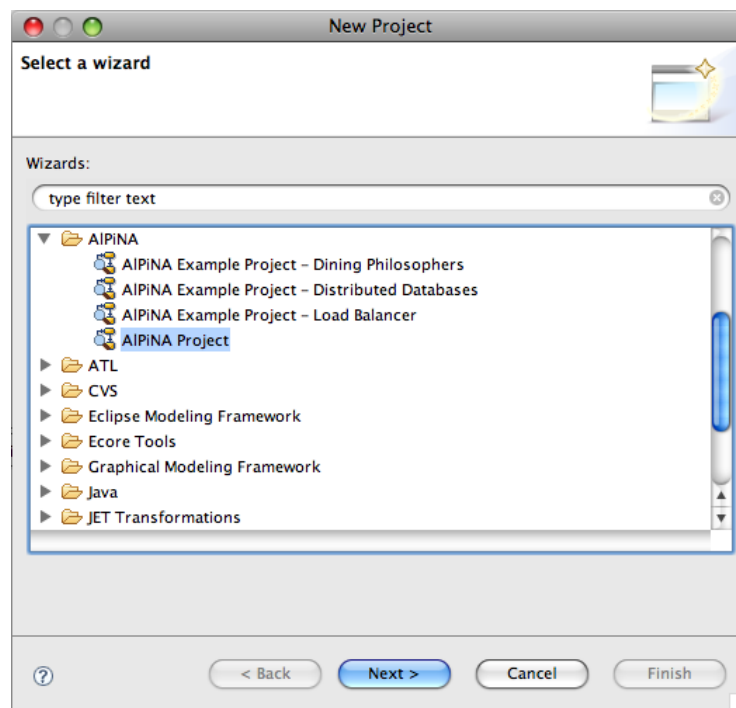 New Project
Select a wizard
Wizards:
type filter text
AlPiNA
AlPiNA Example Project – Dining Philosophers
AlPiNA Example Project – Distributed Databases
AlPiNA Example Project – Load Balancer
AlPiNA Project
ATL
CVS
Eclipse Modeling Framework
Ecore Tools
Graphical Modeling Framework
Java
JET Transformations
? < Back Next > Cancel Finish